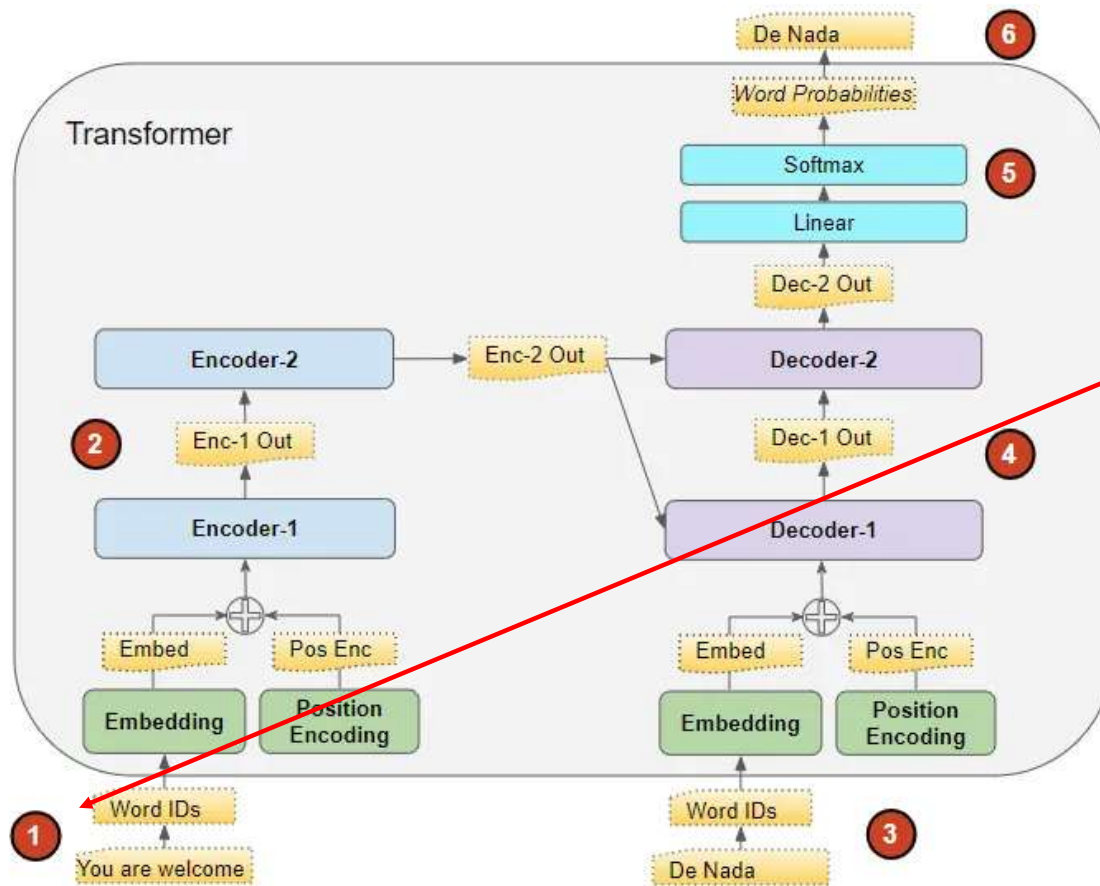 De Nada
6
Word Probabilities
Transformer
Softmax
5
Linear
Dec-2 Out
Encoder-2
Enc-2 Out
Decoder-2
2
Enc-1 Out
Dec-1 Out
4
Encoder-1
Decoder-1
Embed
Pos Enc
Embed
Pos Enc
Embedding
Position
Encoding
Embedding
Position
Encoding
1
Word IDs
Word IDs
3
You are welcome
De Nada